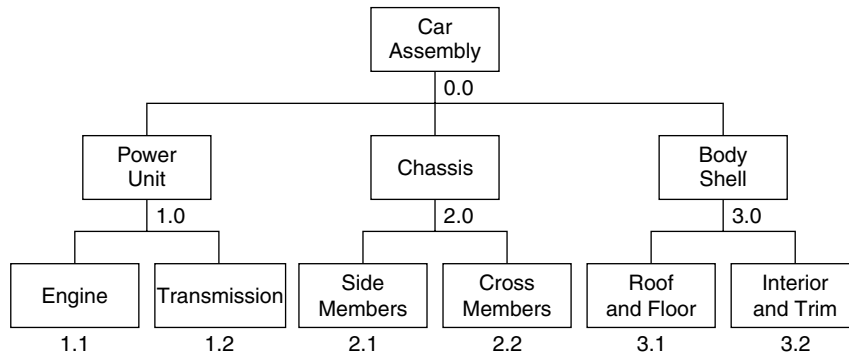 Car
Assembly
0.0
Power
Unit
Chassis
Body
Shell
1.0
2.0
3.0
Engine
Transmission
Side
Members
Cross
Members
Roof
and Floor
Interior
and Trim
1.1
1.2
2.1
2.2
3.1
3.2